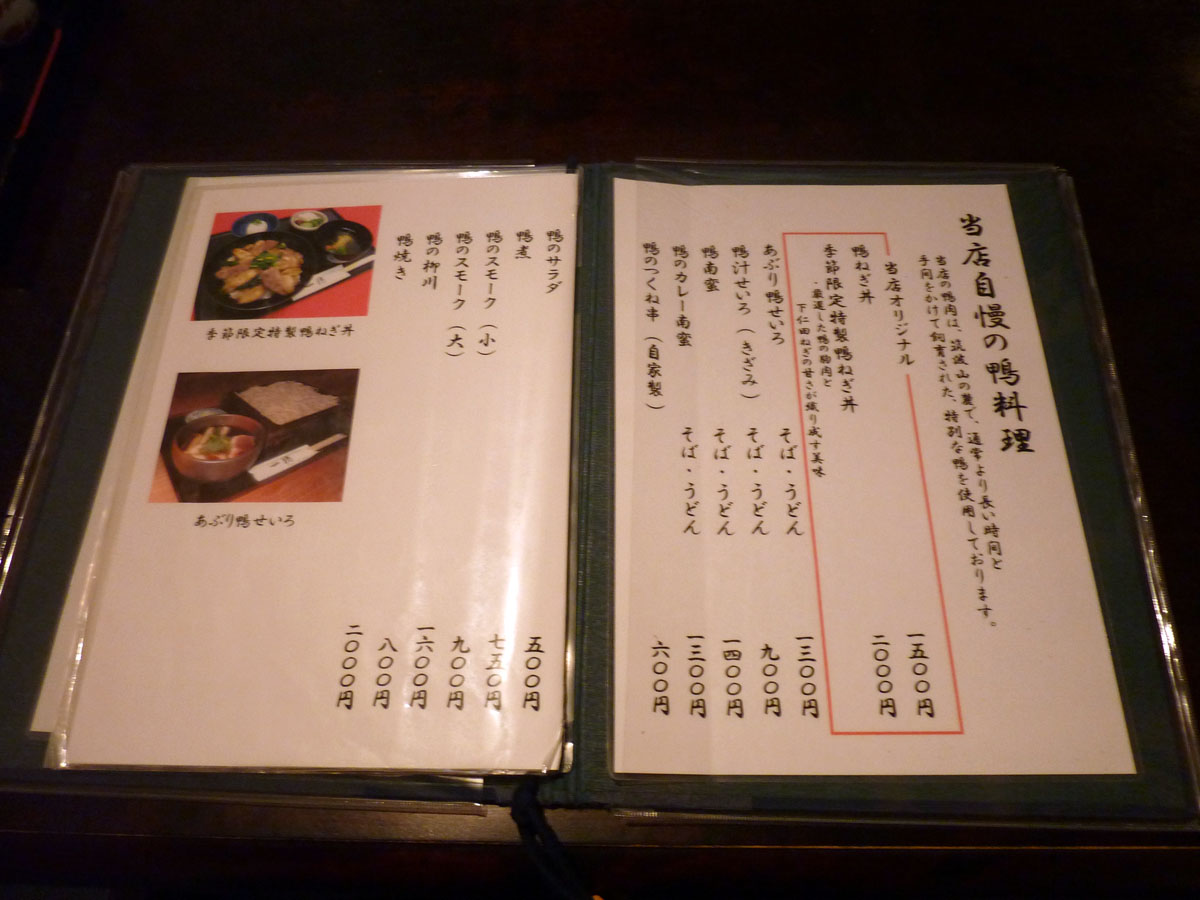 当店自慢の鴨料理
当店の鴨肉は、筑波山の麓で、通常より長い時間と
手間をかけて飼育された、特別な鴨を使用しております。
当店オリジナル
鴨ねぎ丼 一五〇〇円
季節限定特製鴨ねぎ丼 二〇〇〇円
・厳選した鴨の胸肉と
下仁田ねぎの甘さが織り成す美味
あぶり鴨せいろ そば・うどん 一三〇〇円
鴨汁せいろ（きざみ） そば・うどん 九〇〇円
鴨南蛮 そば・うどん 一四〇〇円
鴨のカレー南蛮 そば・うどん 一三〇〇円
鴨のつくね串（自家製） 六〇〇円
鴨のサラダ 五〇〇円
鴨煮 七五〇円
鴨のスモーク（小） 九〇〇円
鴨のスモーク（大） 一六〇〇円
鴨の柳川 八〇〇円
鴨焼き 二〇〇〇円
季節限定特製鴨ねぎ丼
あぶり鴨せいろ